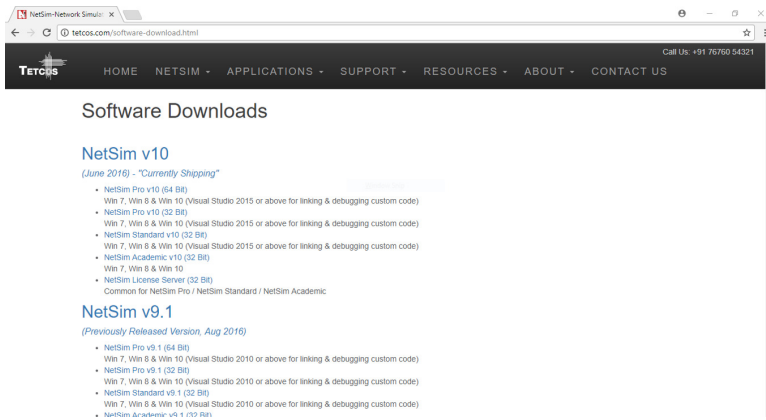 NetSim-Network Simulat
tetcos.com/software-download.html
Call Us: +91 76760 54321
TETCOS
HOME NETSIM APPLICATIONS SUPPORT RESOURCES ABOUT CONTACT US
Software Downloads
NetSim v10
(June 2016) - "Currently Shipping"
• NetSim Pro v10 (64 Bit)
Win 7, Win 8 & Win 10 (Visual Studio 2015 or above for linking & debugging custom code)
• NetSim Pro v10 (32 Bit)
Win 7, Win 8 & Win 10 (Visual Studio 2015 or above for linking & debugging custom code)
• NetSim Standard v10 (32 Bit)
Win 7, Win 8 & Win 10 (Visual Studio 2015 or above for linking & debugging custom code)
• NetSim Academic v10 (32 Bit)
Win 7, Win 8 & Win 10
• NetSim License Server (32 Bit)
Common for NetSim Pro / NetSim Standard / NetSim Academic
NetSim v9.1
(Previously Released Version, Aug 2016)
• NetSim Pro v9.1 (64 Bit)
Win 7, Win 8 & Win 10 (Visual Studio 2010 or above for linking & debugging custom code)
• NetSim Pro v9.1 (32 Bit)
Win 7, Win 8 & Win 10 (Visual Studio 2010 or above for linking & debugging custom code)
• NetSim Standard v9.1 (32 Bit)
Win 7, Win 8 & Win 10 (Visual Studio 2010 or above for linking & debugging custom code)
• NetSim Academic v9.1 (32 Bit)